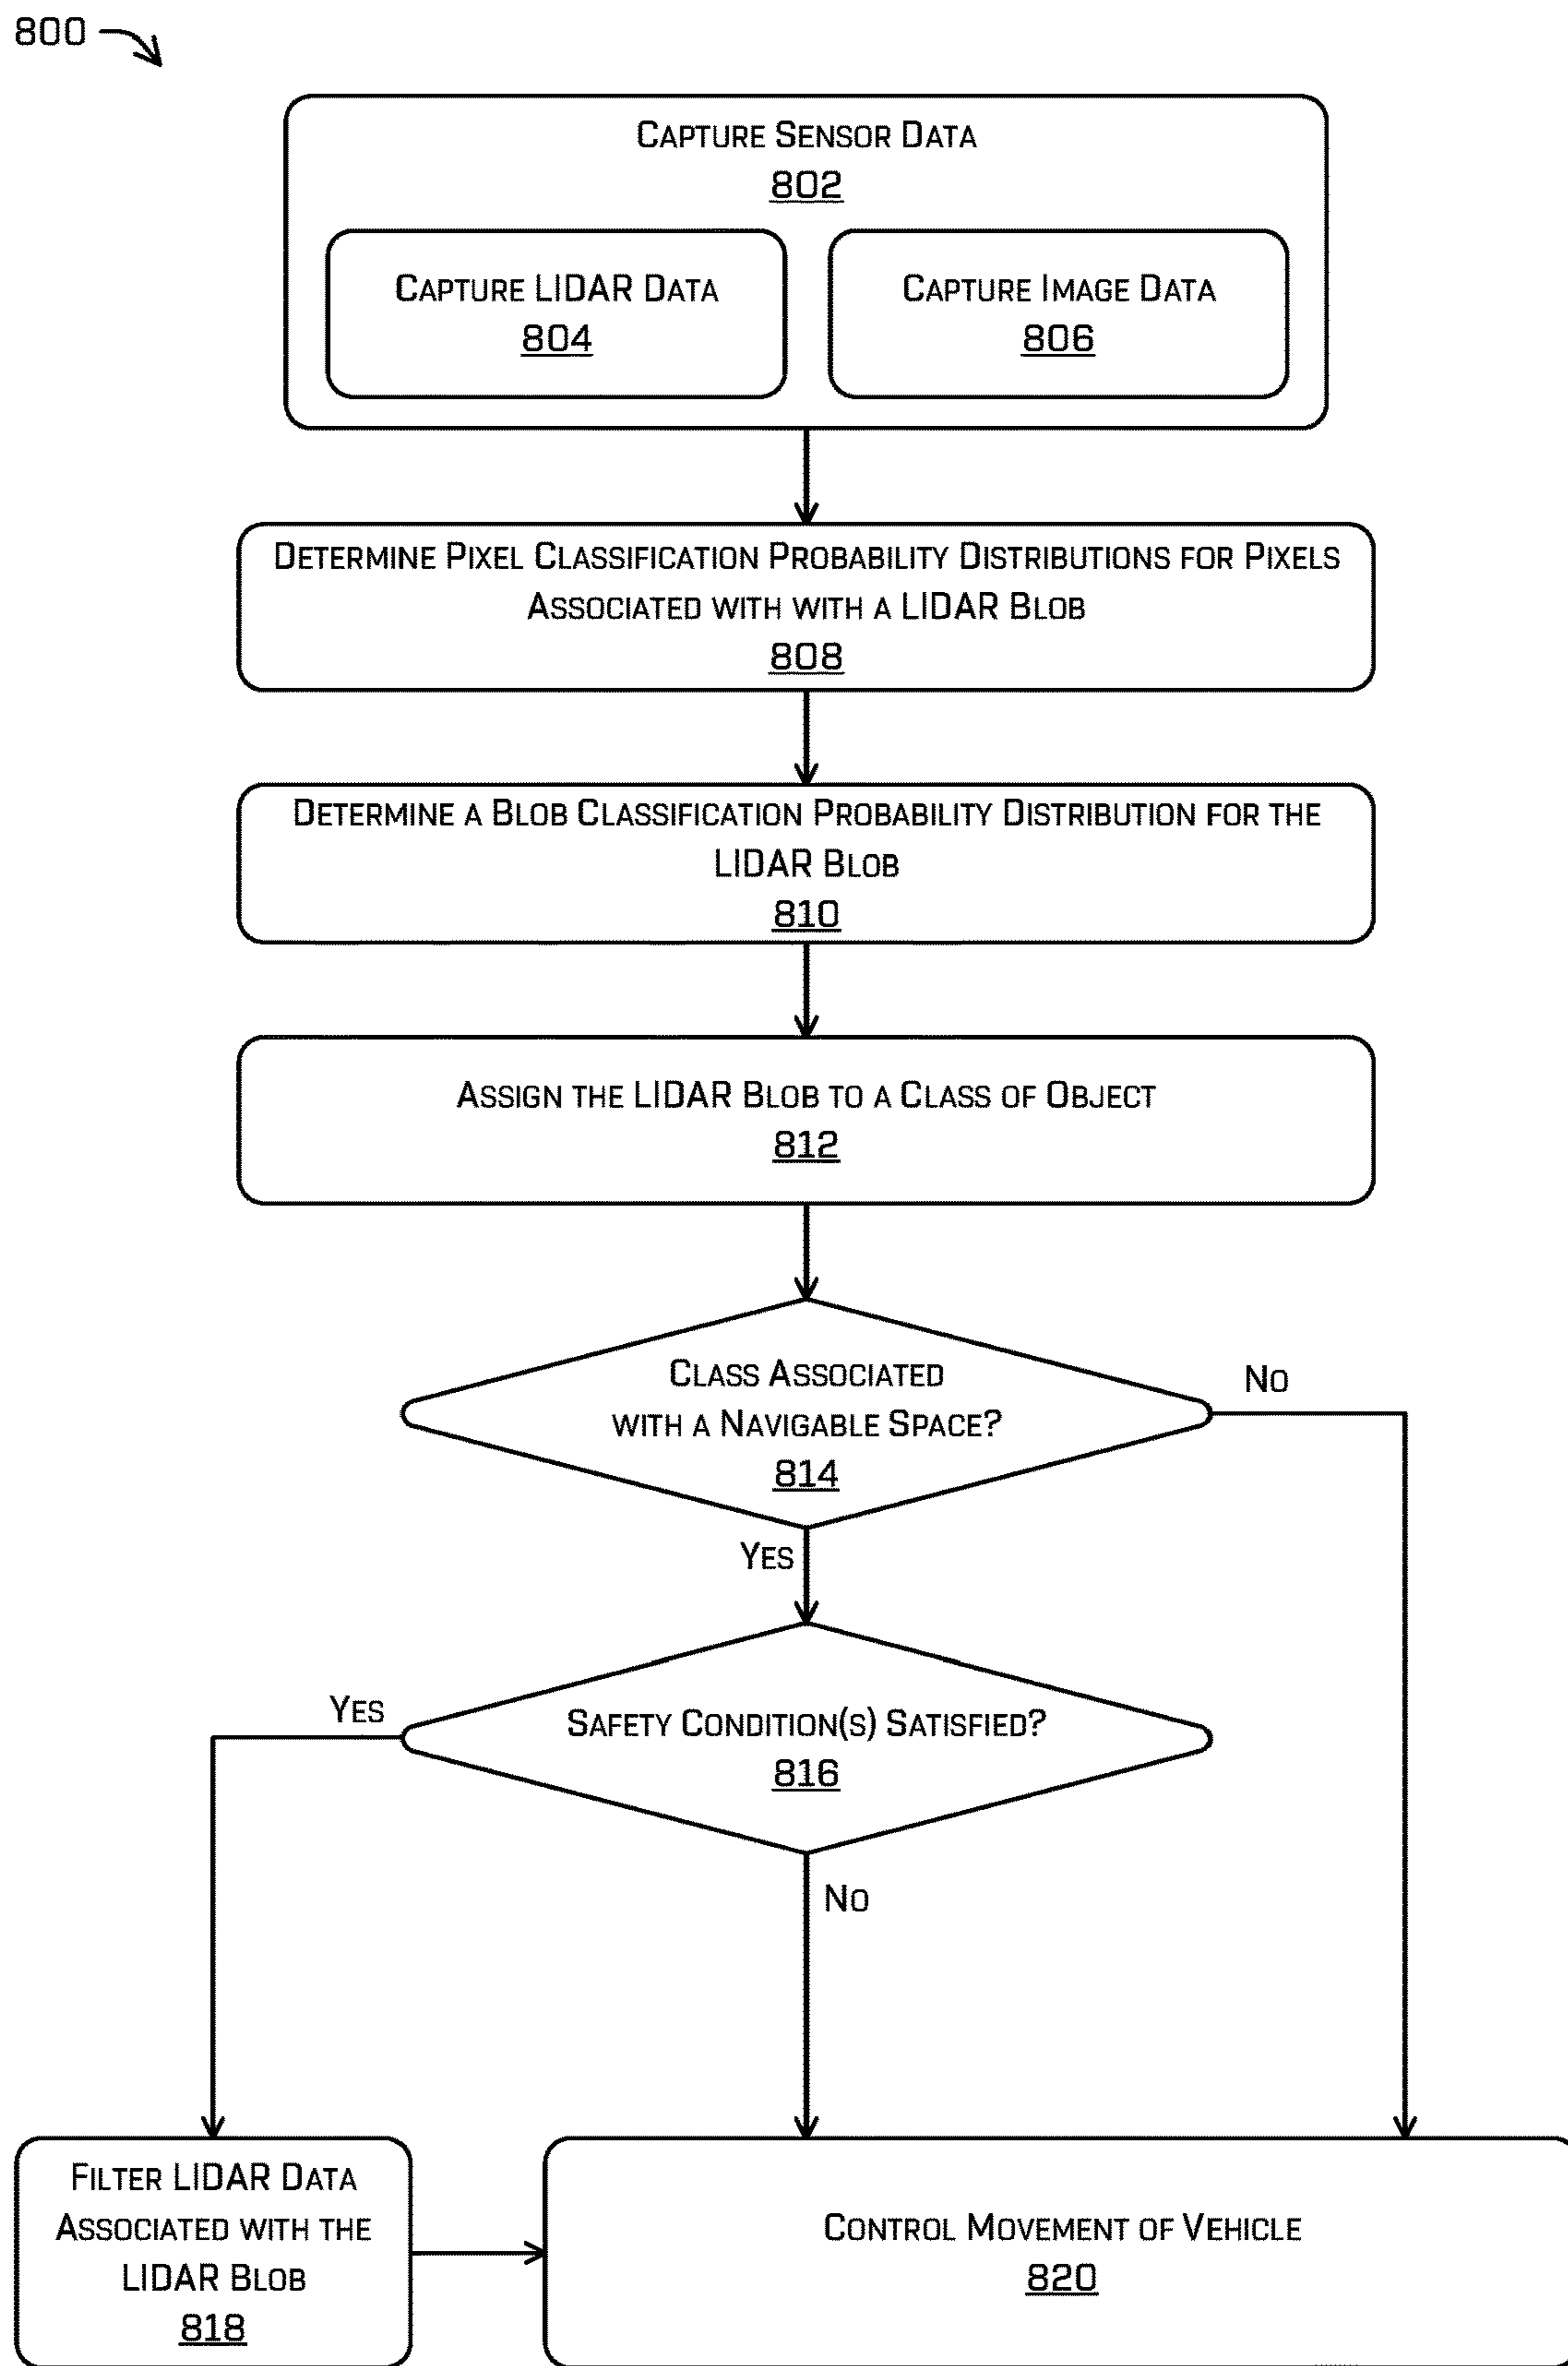 800
Capture Sensor Data
802
Capture LIDAR Data
804
Capture Image Data
806
Determine Pixel Classification Probability Distributions for Pixels
Associated with with a LIDAR Blob
808
Determine a Blob Classification Probability Distribution for the
LIDAR Blob
810
Assign the LIDAR Blob to a Class of Object
812
Class Associated
with a Navigable Space?
814
No
Yes
Safety Condition(s) Satisfied?
816
Yes
No
Filter LIDAR Data
Associated with the
LIDAR Blob
818
Control Movement of Vehicle
820